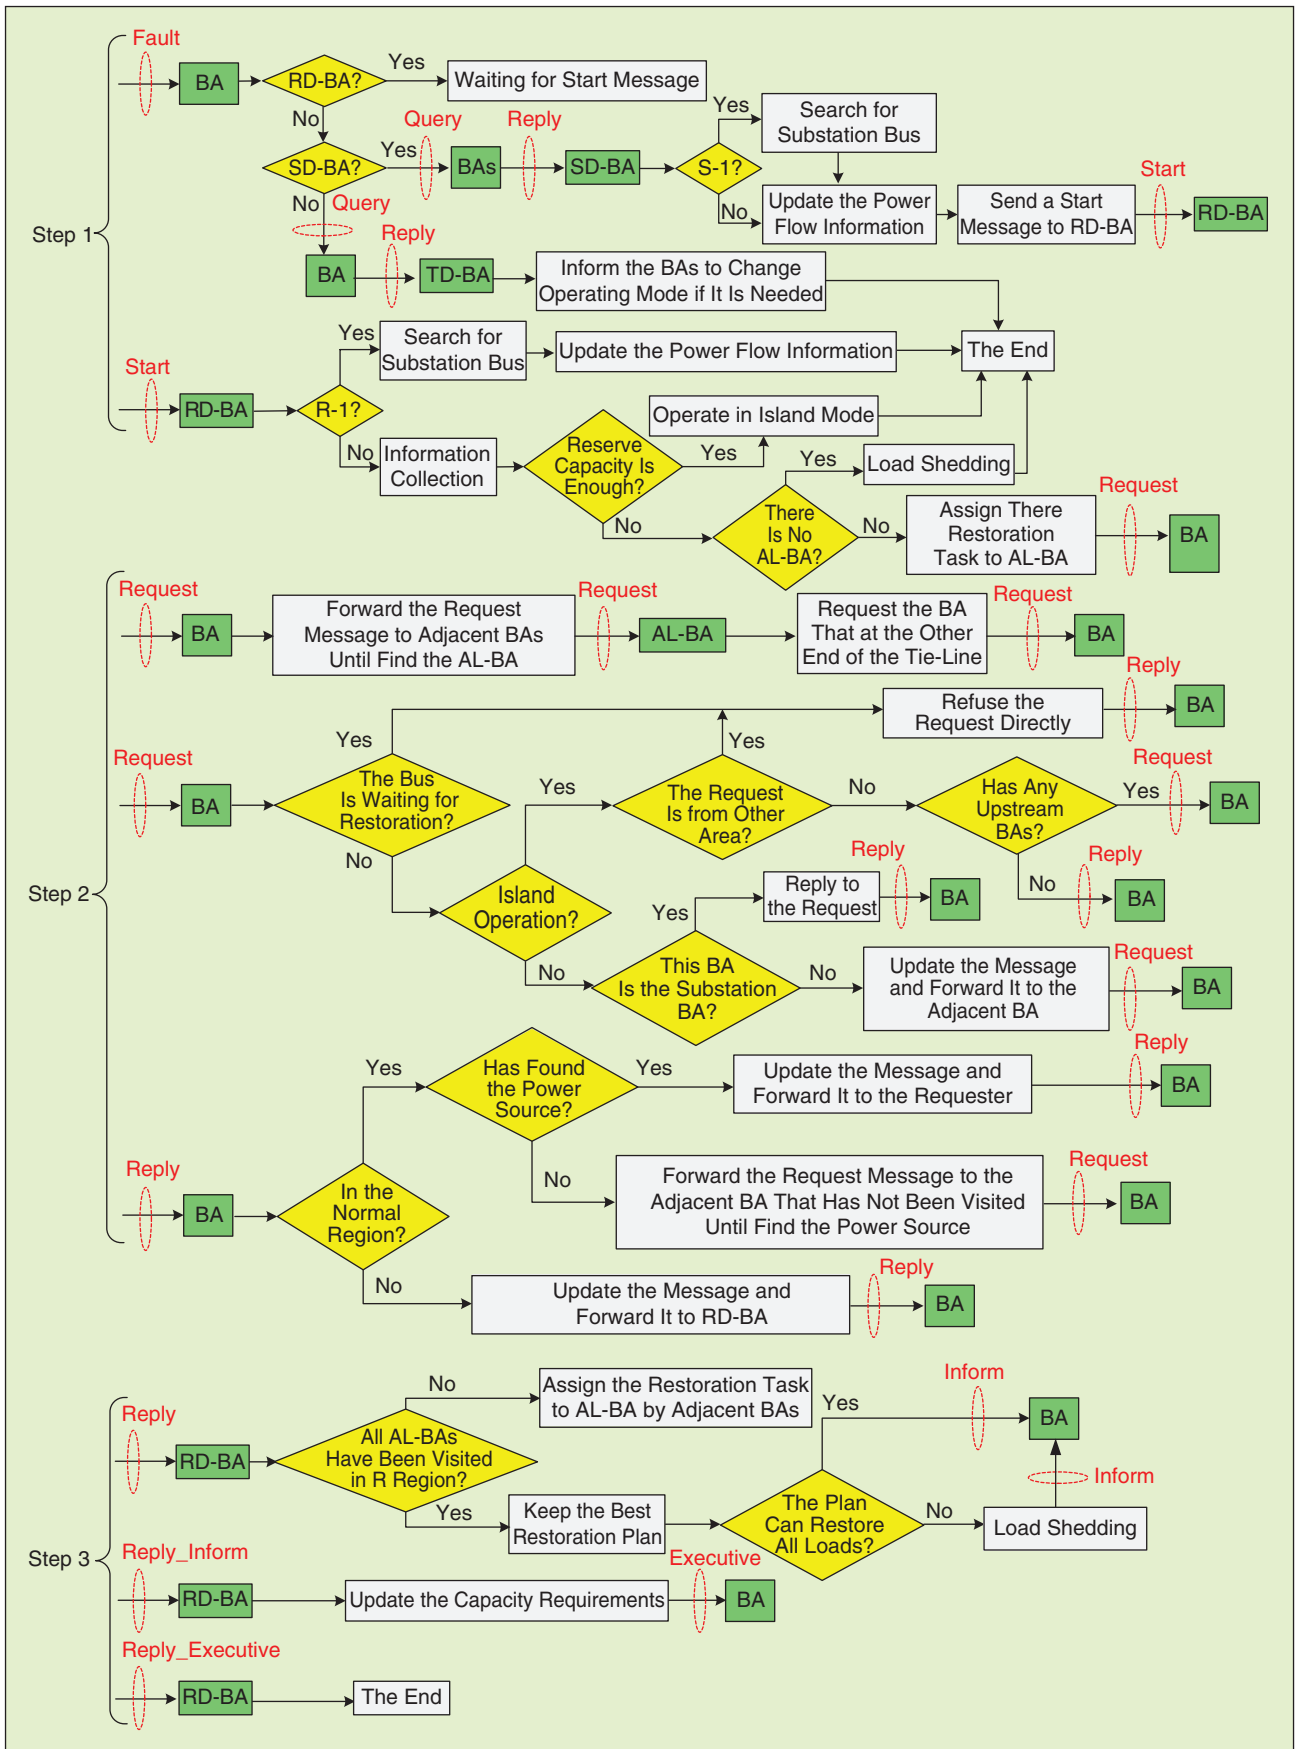 Fault
BA
RD-BA?
Yes
Waiting for Start Message
No
SD-BA?
Yes
Query
BAs
Reply
SD-BA
S-1?
Yes
Search for
Substation Bus
No
Update the Power
Flow Information
Send a Start
Message to RD-BA
Start
RD-BA
No
Query
BA
Reply
TD-BA
Inform the BAs to Change
Operating Mode if It Is Needed
Step 1
Start
RD-BA
R-1?
Yes
Search for
Substation Bus
Update the Power Flow Information
The End
No
Information
Collection
Reserve
Capacity Is
Enough?
Yes
Operate in Island Mode
No
There
Is No
AL-BA?
Yes
Load Shedding
No
Assign There
Restoration
Task to AL-BA
Request
BA
Step 2
Request
BA
Forward the Request
Message to Adjacent BAs
Until Find the AL-BA
Request
AL-BA
Request the BA
That at the Other
End of the Tie-Line
Request
BA
Request
BA
The Bus
Is Waiting for
Restoration?
Yes
Refuse the
Request Directly
Reply
BA
No
Island
Operation?
Yes
The Request
Is from Other
Area?
Yes
No
Has Any
Upstream
BAs?
Yes
Request
BA
No
Reply
BA
No
This BA
Is the Substation
BA?
Yes
Reply to
the Request
Reply
BA
No
Update the Message
and Forward It to the
Adjacent BA
Request
BA
Reply
BA
In the
Normal
Region?
Yes
Has Found
the Power
Source?
Yes
Update the Message and
Forward It to the Requester
Reply
BA
No
Forward the Request Message to the
Adjacent BA That Has Not Been Visited
Until Find the Power Source
Request
BA
No
Update the Message and
Forward It to RD-BA
Reply
BA
Step 3
Reply
RD-BA
All AL-BAs
Have Been Visited
in R Region?
No
Assign the Restoration Task
to AL-BA by Adjacent BAs
Yes
Keep the Best
Restoration Plan
The Plan
Can Restore
All Loads?
Yes
Inform
BA
No
Load Shedding
Inform
Reply_Inform
RD-BA
Update the Capacity Requirements
Executive
BA
Reply_Executive
RD-BA
The End